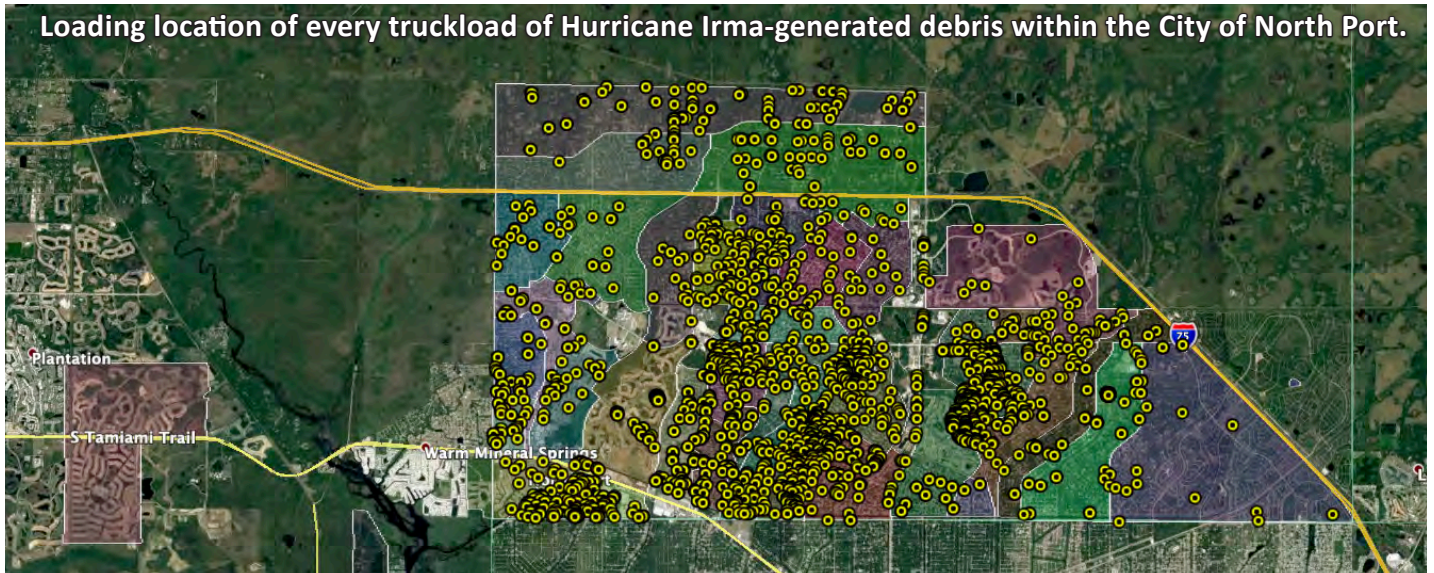 Loading location of every truckload of Hurricane Irma-generated debris within the City of North Port.
75
Plantation
S Tamiami Trail
Warm Mineral Springs
L